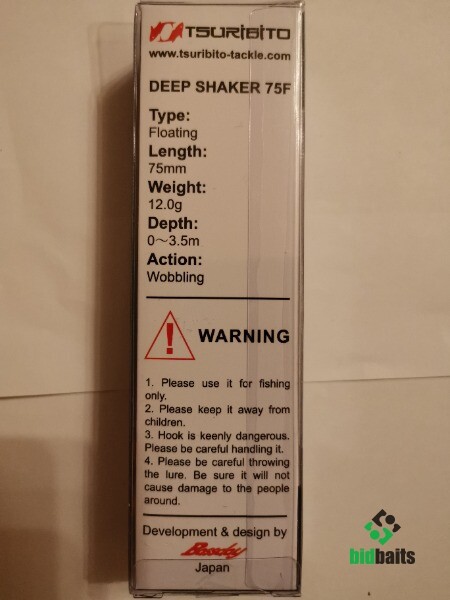 TSURIBITO
www.tsuribito-tackle.com
DEEP SHAKER 75F
Type:
Floating
Length:
75mm
Weight:
12.0g
Depth:
0～3.5m
Action:
Wobbling
WARNING
1. Please use it for fishing
only.
2. Please keep it away from
children.
3. Hook is keenly dangerous.
Please be careful handling it.
4. Please be careful throwing
the lure. Be sure it will not
cause damage to the people
around.
Development & design by
Japan
bidbaits